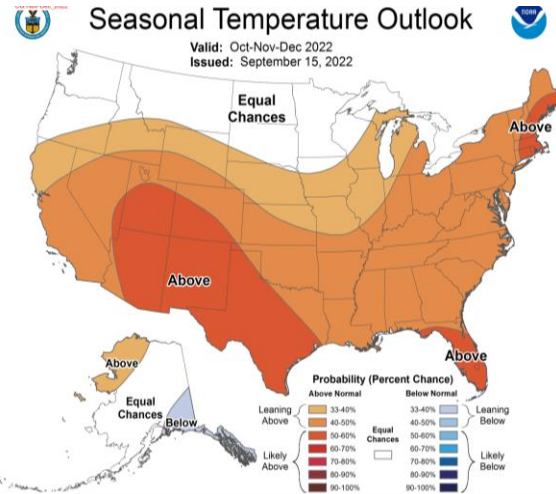 Seasonal Temperature Outlook
Valid: Oct-Nov-Dec 2022
Issued: September 15, 2022
NOAA
Equal
Chances
Above
Above
Above
Above
Equal
Chances
Below
Probability (Percent Chance)
Above Normal
Below Normal
Leaning
Above
33-40%
40-50%
Likely
Above
50-60%
60-70%
70-80%
80-90%
90-100%
Equal
Chances
33-40%
40-50%
Leaning
Below
50-60%
60-70%
70-80%
80-90%
90-100%
Likely
Below